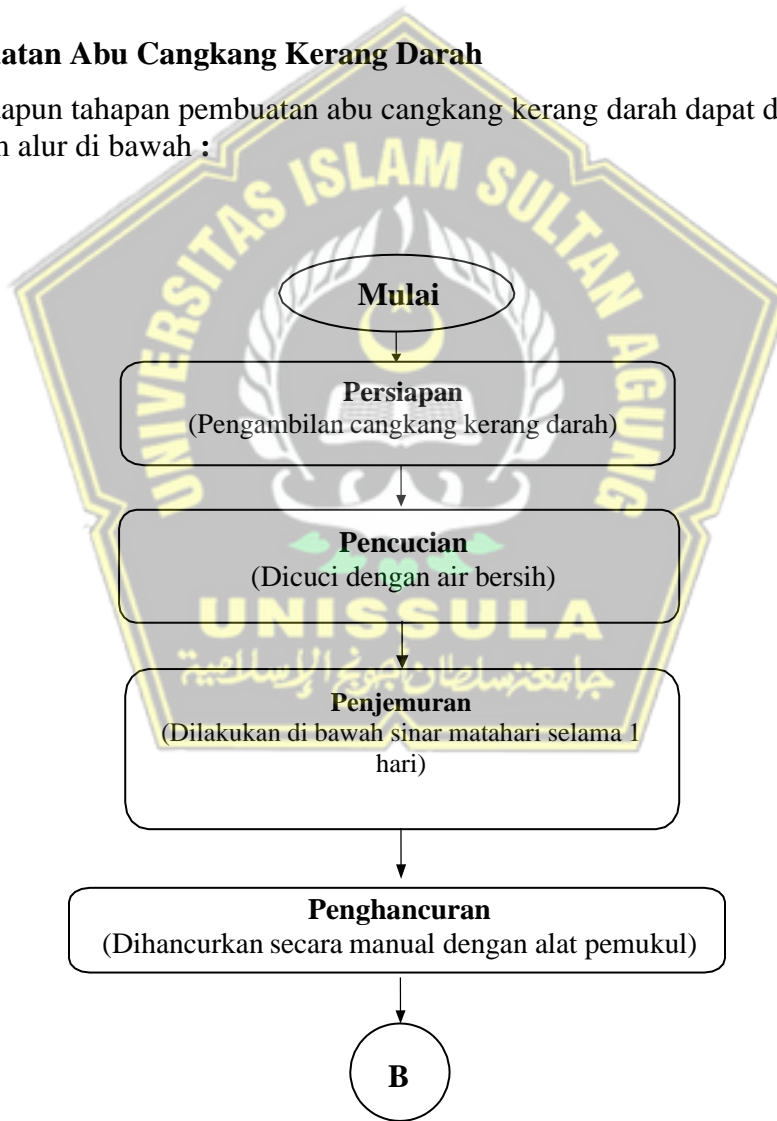 atan Abu Cangkang Kerang Darah
apun tahapan pembuatan abu cangkang kerang darah dapat d
alur di bawah :
UNIVERSITAS ISLAM SULTAN AGUNG
Mulai
Persiapan
(Pengambilan cangkang kerang darah)
Pencucian
(Dicuci dengan air bersih)
UNISSULA
جامعننسلطان أجونج الإسلامية
Penjemuran
(Dilakukan di bawah sinar matahari selama 1
hari)
Penghancuran
(Dihancurkan secara manual dengan alat pemukul)
B